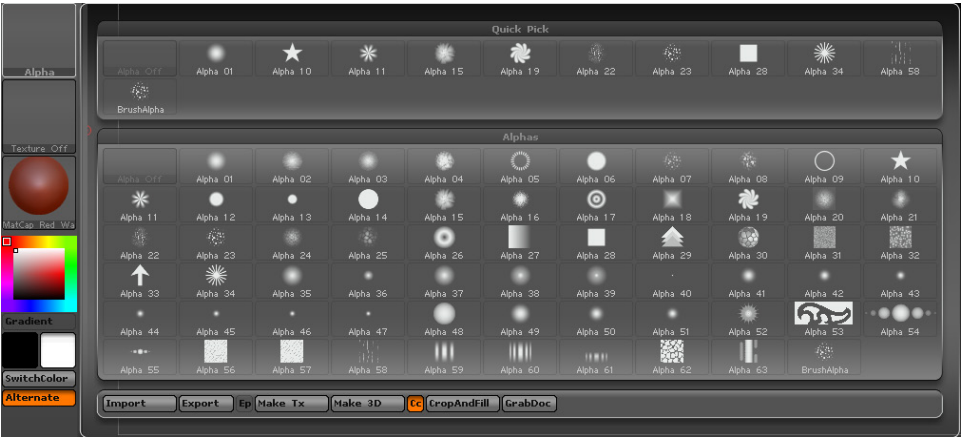 Quick Pick
Alpha Off Alpha 01 Alpha 10 Alpha 11 Alpha 15 Alpha 19 Alpha 22 Alpha 23 Alpha 28 Alpha 34 Alpha 58
BrushAlpha
Alphas
Alpha Off Alpha 01 Alpha 02 Alpha 03 Alpha 04 Alpha 05 Alpha 06 Alpha 07 Alpha 08 Alpha 09 Alpha 10
Alpha 11 Alpha 12 Alpha 13 Alpha 14 Alpha 15 Alpha 16 Alpha 17 Alpha 18 Alpha 19 Alpha 20 Alpha 21
Alpha 22 Alpha 23 Alpha 24 Alpha 25 Alpha 26 Alpha 27 Alpha 28 Alpha 29 Alpha 30 Alpha 31 Alpha 32
Alpha 33 Alpha 34 Alpha 35 Alpha 36 Alpha 37 Alpha 38 Alpha 39 Alpha 40 Alpha 41 Alpha 42 Alpha 43
Alpha 44 Alpha 45 Alpha 46 Alpha 47 Alpha 48 Alpha 49 Alpha 50 Alpha 51 Alpha 52 Alpha 53 Alpha 54
Alpha 55 Alpha 56 Alpha 57 Alpha 58 Alpha 59 Alpha 60 Alpha 61 Alpha 62 Alpha 63 BrushAlpha
Import Export Ep Make Tx Make 3D Cc CropAndFill GrabDoc
Alpha
Texture Off
MatCap Red Wa
Gradient
SwitchColor
Alternate